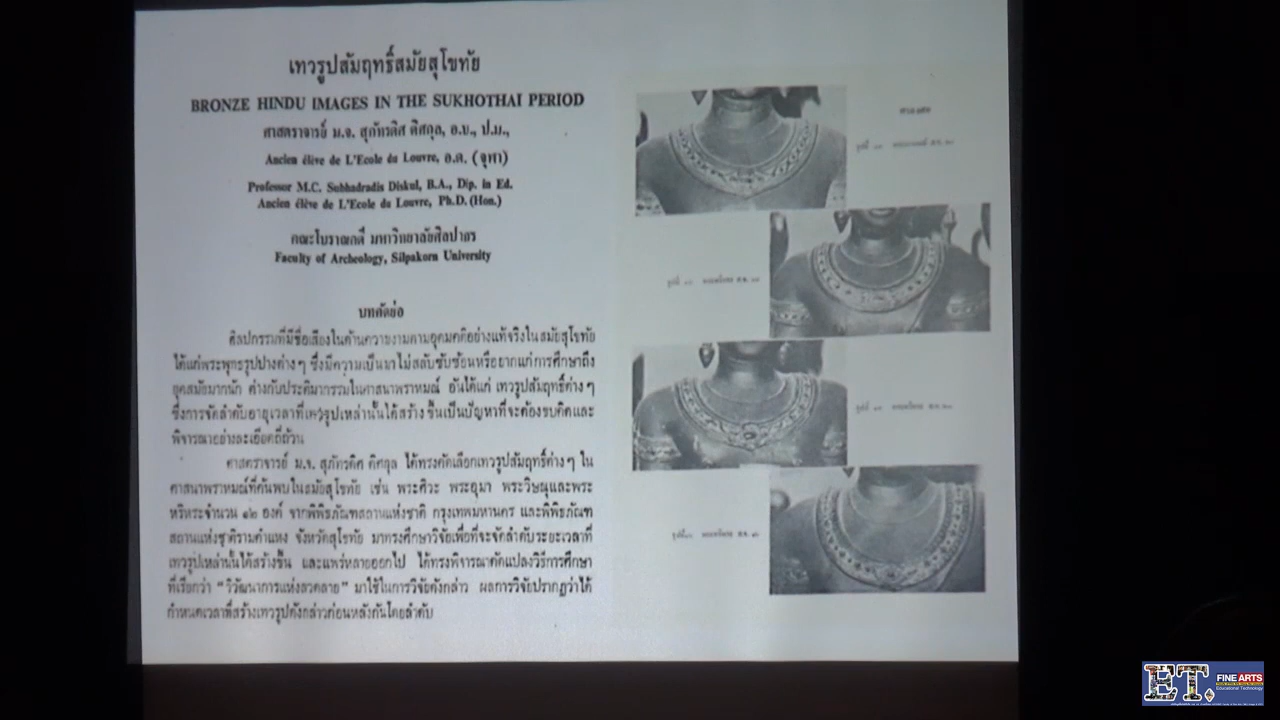 เทวรูปสัมฤทธิ์สมัยสุโขทัย
BRONZE HINDU IMAGES IN THE SUKHOTHAI PERIOD
ศาสตราจารย์ ม.จ. สุภัทรดิศ ดิศกุล, อ.บ., ป.ม.,
Ancien élève de L'Ecole du Louvre, อ.ด. (จุฬา)
Professor M.C. Subhadradis Diskul, B.A., Dip. in Ed.
Ancien élève de L'Ecole du Louvre, Ph.D. (Hon.)
คณะโบราณคดี มหาวิทยาลัยศิลปากร
Faculty of Archeology, Silpakorn University
บทคัดย่อ
ศิลปกรรมที่มีชื่อเสียงในด้านความงามตามอุดมคติอย่างแท้จริงในสมัยสุโขทัย
ได้แก่พระพุทธรูปปางต่างๆ ซึ่งมีความเป็นมาไม่สลับซับซ้อนหรือยากแก่การศึกษาถึง
ยุคสมัยมากนัก ต่างกับประติมากรรมในศาสนาพราหมณ์ อันได้แก่ เทวรูปสัมฤทธิ์ต่างๆ
ซึ่งการจัดลำดับอายุเวลาที่เทวรูปเหล่านั้นได้สร้างขึ้นเป็นปัญหาที่จะต้องขบคิดและ
พิจารณาอย่างละเอียดถี่ถ้วน
ศาสตราจารย์ ม.จ. สุภัทรดิศ ดิศกุล ได้ทรงคัดเลือกเทวรูปสัมฤทธิ์ต่างๆ ใน
ศาสนาพราหมณ์ที่ค้นพบในสมัยสุโขทัย เช่น พระศิวะ พระอุมา พระวิษณุและพระ
หริหระจำนวน ๑๒ องค์ จากพิพิธภัณฑสถานแห่งชาติ กรุงเทพมหานคร และพิพิธภัณฑ
สถานแห่งชาติรามคำแหง จังหวัดสุโขทัย มาทรงศึกษาวิจัยเพื่อที่จะจัดลำดับระยะเวลาที่
เทวรูปเหล่านั้นได้สร้างขึ้น และแพร่หลายออกไป ได้ทรงพิจารณาดัดแปลงวิธีการศึกษา
ที่เรียกว่า “วิวัฒนาการแห่งลวดลาย” มาใช้ในการวิจัยดังกล่าว ผลการวิจัยปรากฏว่าได้
กำหนดเวลาที่สร้างเทวรูปดังกล่าวก่อนหลังกันโดยลำดับ
ET.
FINE ARTS
Educational Technology